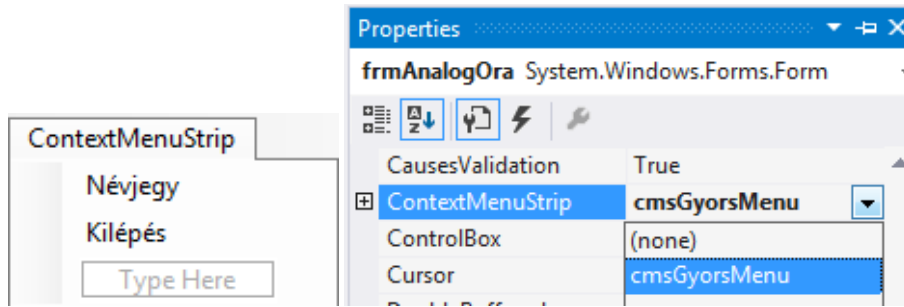 ContextMenuStrip
Névjegy
Kilépés
Type Here
Properties
frmAnalogOra System.Windows.Forms.Form
CausesValidation True
ContextMenuStrip cmsGyorsMenu
ControlBox (none)
Cursor cmsGyorsMenu